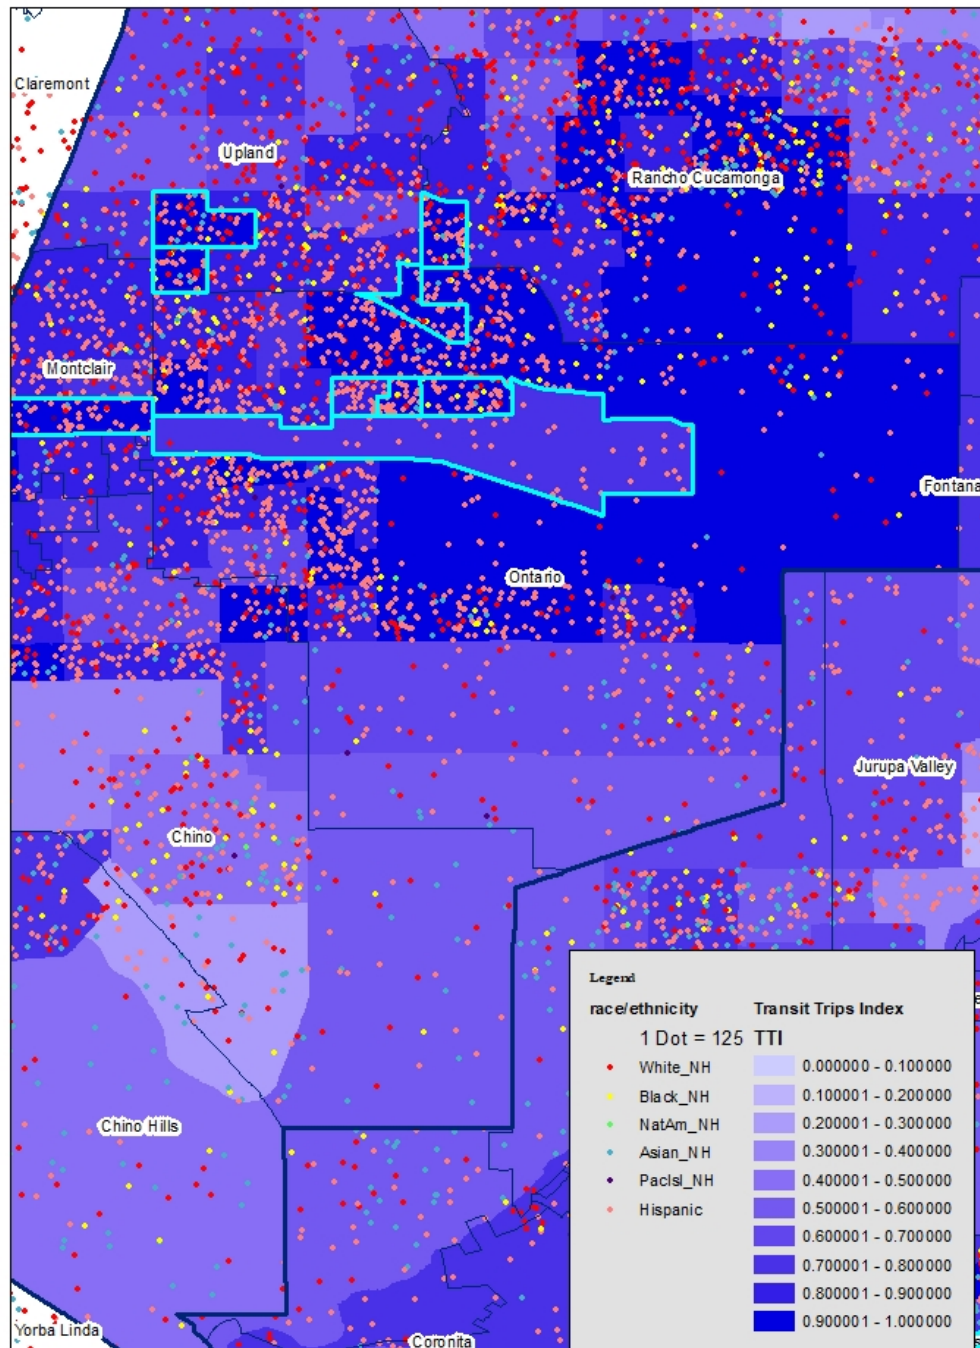 Claremont
Upland
Rancho Cucamonga
Montclair
Fontana
Ontario
Jurupa Valley
Chino
Chino Hills
Yorba Linda
Coronita
Legend
race/ethnicity Transit Trips Index
1 Dot = 125 TTI
White_NH 0.000000 - 0.100000
Black_NH 0.100001 - 0.200000
NatAm_NH 0.200001 - 0.300000
Asian_NH 0.300001 - 0.400000
PacIsl_NH 0.400001 - 0.500000
Hispanic 0.500001 - 0.600000
0.600001 - 0.700000
0.700001 - 0.800000
0.800001 - 0.900000
0.900001 - 1.000000